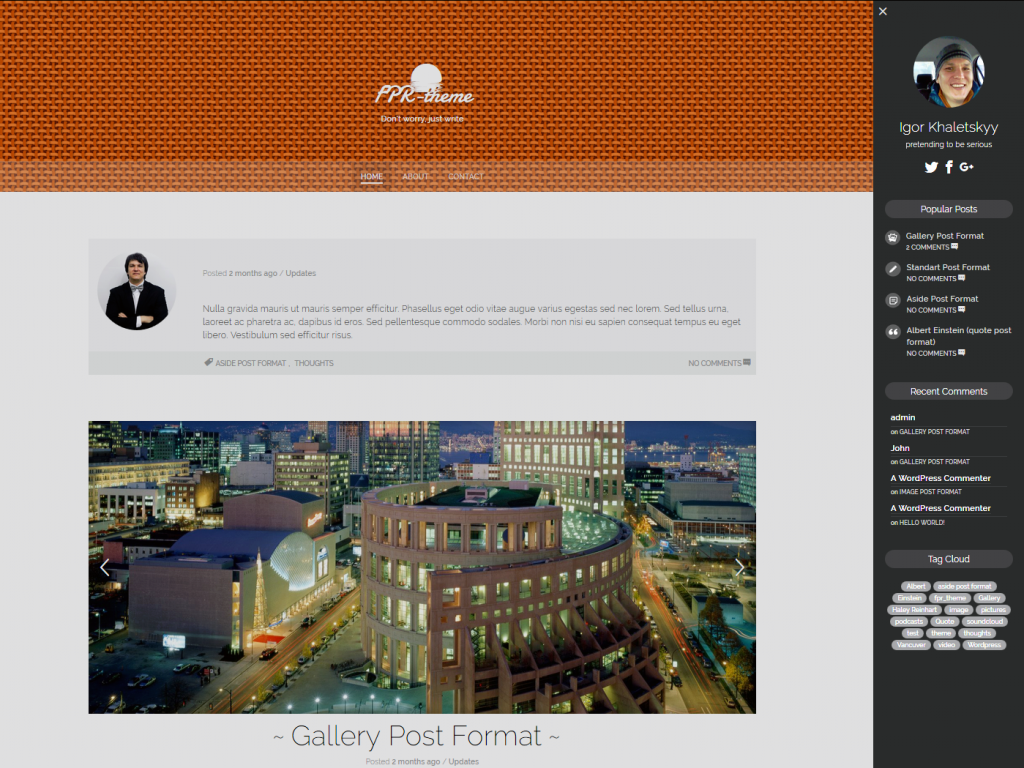 FPR-theme
Don't worry, just write
HOME ABOUT CONTACT
Posted 2 months ago / Updates
Nulla gravida mauris ut mauris semper efficitur. Phasellus eget odio vitae augue varius egestas sed nec lorem. Sed tellus urna,
laoreet ac pharetra ac, dapibus id eros. Sed pellentesque commodo sodales. Morbi non nisi eu sapien consequat tempus eu eget
libero. Vestibulum sed efficitur risus.
ASIDE POST FORMAT , THOUGHTS
NO COMMENTS
~ Gallery Post Format ~
Posted 2 months ago / Updates
Igor Khaletskyy
pretending to be serious
Popular Posts
Gallery Post Format
2 COMMENTS
Standart Post Format
NO COMMENTS
Aside Post Format
NO COMMENTS
Albert Einstein (quote post
format)
NO COMMENTS
Recent Comments
admin
on GALLERY POST FORMAT
John
on GALLERY POST FORMAT
A WordPress Commenter
on IMAGE POST FORMAT
A WordPress Commenter
on HELLO WORLD!
Tag Cloud
Albert aside post format
Einstein fpr_theme Gallery
Haley Reinhart image pictures
podcasts Quote soundcloud
test theme thoughts
Vancuver video Wordpress